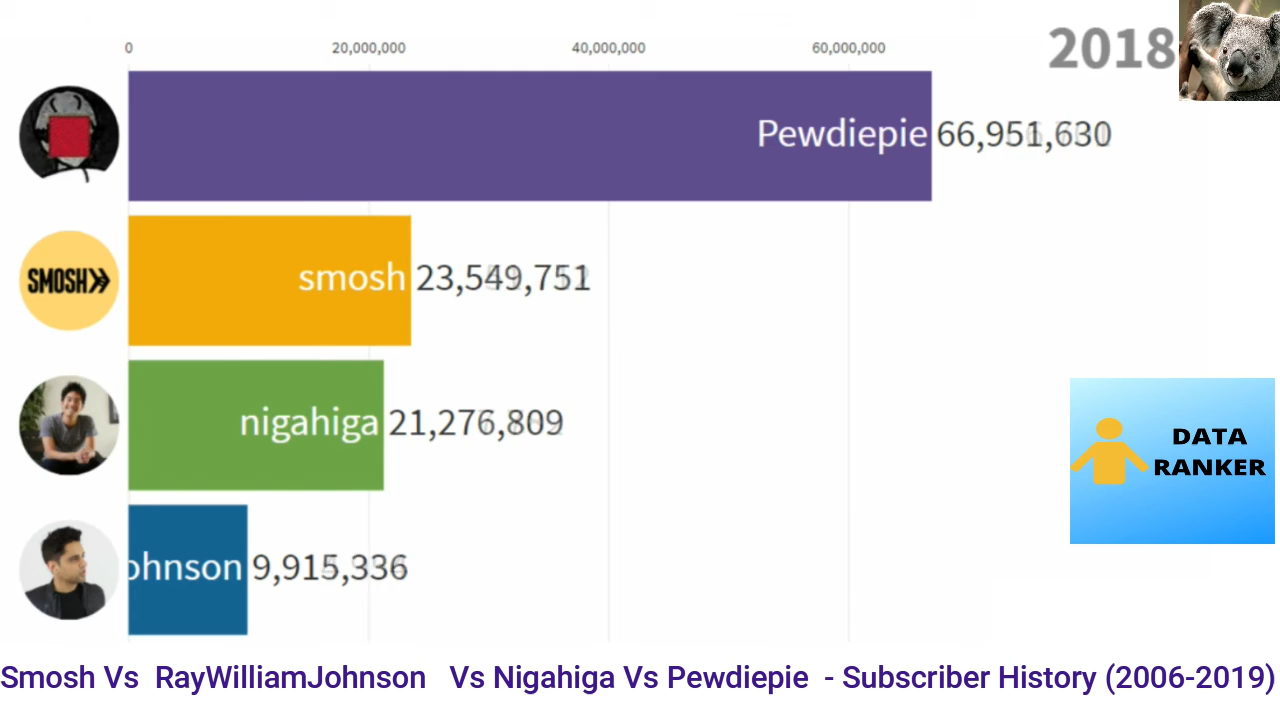 0 20,000,000 40,000,000 60,000,000
2018
Pewdiepie 66,951,630
SMOSH
smosh 23,549,751
nigahiga 21,276,809
DATA
RANKER
ohnson 9,915,336
Smosh Vs RayWilliamJohnson Vs Nigahiga Vs Pewdiepie - Subscriber History (2006-2019)